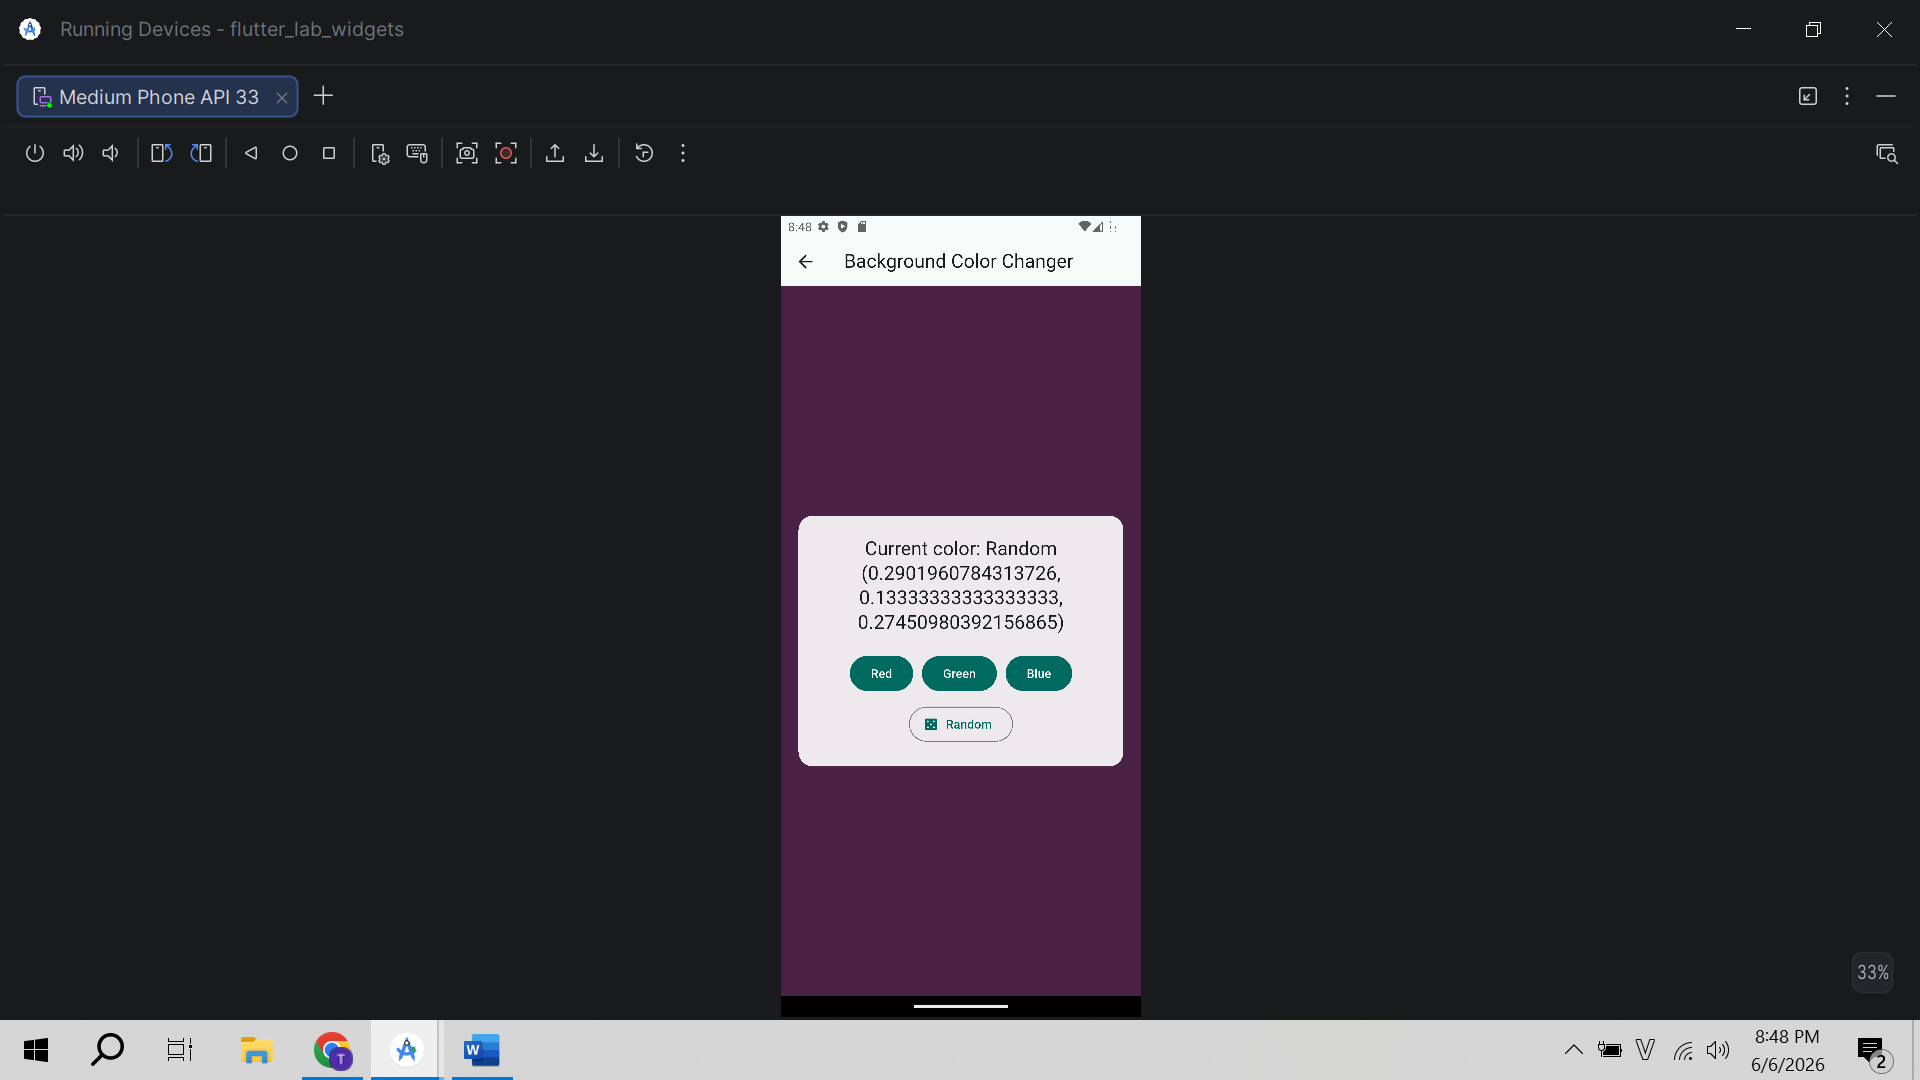 Running Devices - flutter_lab_widgets
Medium Phone API 33
8:48
Background Color Changer
Current color: Random
(0.2901960784313726,
0.13333333333333333,
0.27450980392156865)
Red Green Blue
Random
33%
T
W
8:48 PM
6/6/2026
2